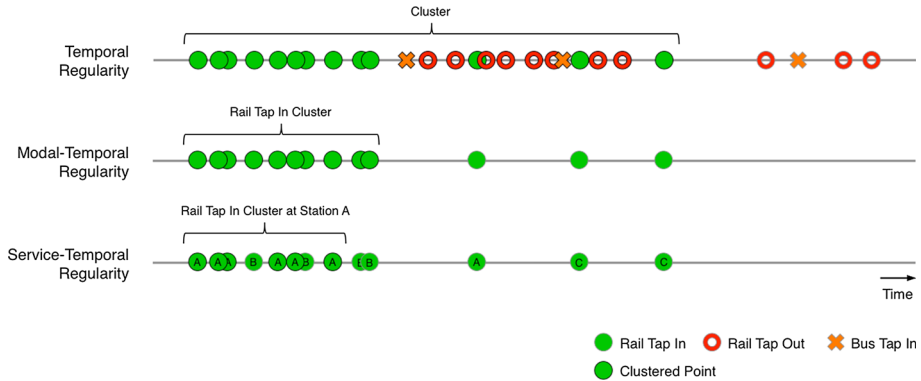 Cluster
Temporal
Regularity
Rail Tap In Cluster
Modal-Temporal
Regularity
Rail Tap In Cluster at Station A
Service-Temporal
Regularity
A A A B A A B A B B A C C
Time
Rail Tap In Rail Tap Out Bus Tap In
Clustered Point